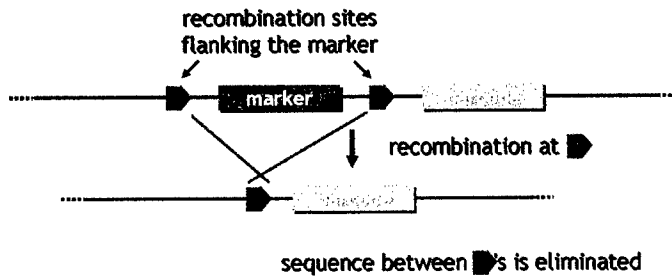 recombination sites
flanking the marker
marker
recombination at
sequence between 's is eliminated